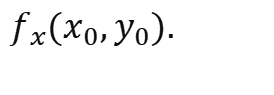 fₓ(x₀, y₀).